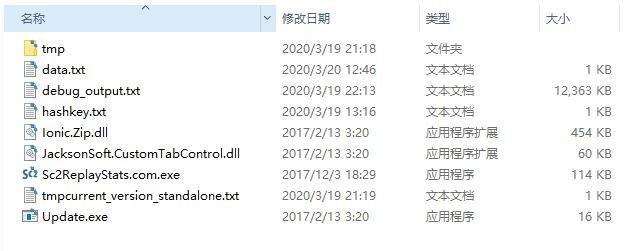 名称 修改日期 类型 大小
tmp 2020/3/19 21:18 文件夹
data.txt 2020/3/20 12:46 文本文档 1 KB
debug_output.txt 2020/3/19 22:13 文本文档 12,363 KB
hashkey.txt 2020/3/19 13:16 文本文档 1 KB
Ionic.Zip.dll 2017/2/13 3:20 应用程序扩展 454 KB
JacksonSoft.CustomTabControl.dll 2017/2/13 3:20 应用程序扩展 60 KB
Sc2ReplayStats.com.exe 2017/12/3 18:29 应用程序 114 KB
tmpcurrent_version_standalone.txt 2020/3/19 21:19 文本文档 1 KB
Update.exe 2017/2/13 3:20 应用程序 16 KB